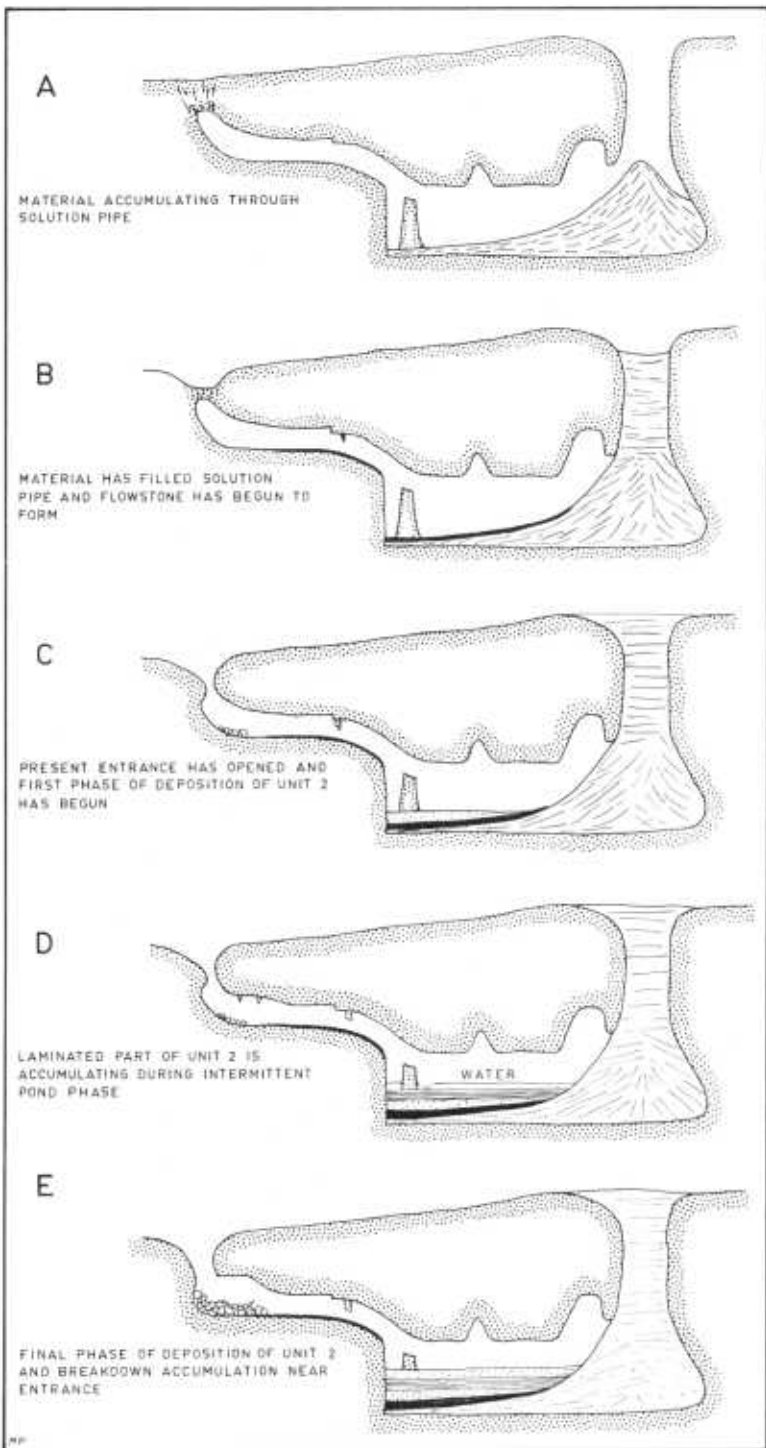 A
MATERIAL ACCUMULATING THROUGH
SOLUTION PIPE
B
MATERIAL HAS FILLED SOLUTION
PIPE AND FLOWSTONE HAS BEGUN TO
FORM
C
PRESENT ENTRANCE HAS OPENED AND
FIRST PHASE OF DEPOSITION OF UNIT 2
HAS BEGUN
D
WATER
LAMINATED PART OF UNIT 2 IS
ACCUMULATING DURING INTERMITTENT
POND PHASE
E
FINAL PHASE OF DEPOSITION OF UNIT 2
AND BREAKDOWN ACCUMULATION NEAR
ENTRANCE